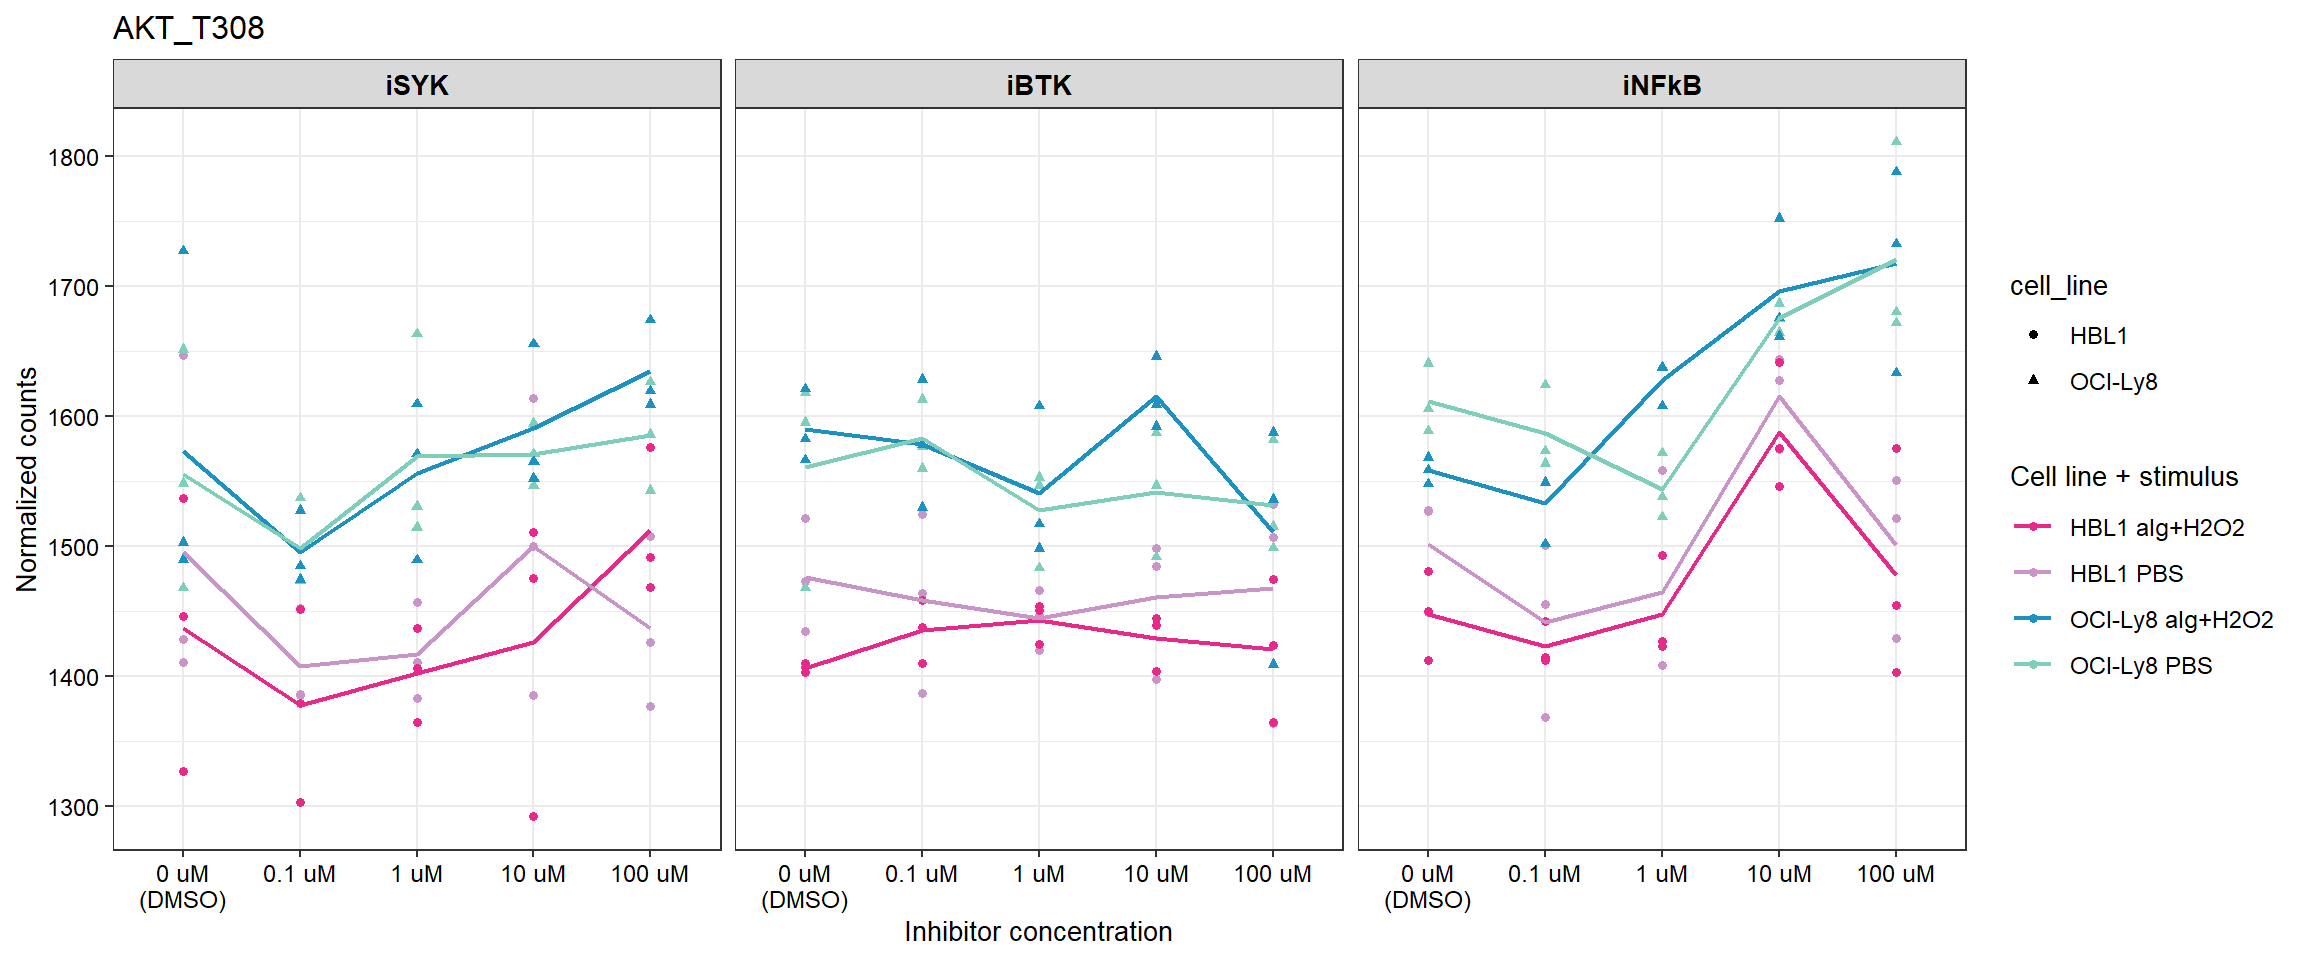 AKT_T308
iSYK
iBTK
iNFkB
Normalized counts
1800
1700
1600
1500
1400
1300
0 uM
(DMSO)
0.1 uM
1 uM
10 uM
100 uM
0 uM
(DMSO)
0.1 uM
1 uM
10 uM
100 uM
0 uM
(DMSO)
0.1 uM
1 uM
10 uM
100 uM
Inhibitor concentration
cell_line
HBL1
OCI-Ly8
Cell line + stimulus
HBL1 aIg+H2O2
HBL1 PBS
OCI-Ly8 aIg+H2O2
OCI-Ly8 PBS